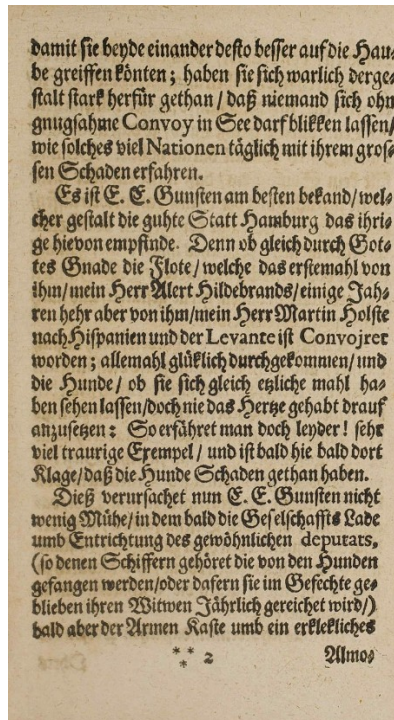 damit sie beyde einander desto besser auf die Hau⸗
be greiffen könten; haben sie sich warlich derge⸗
stalt stark herfür gethan / daß niemand sich ohn
gnugsahme Convoy in See darf blikken lassen/
wie solches viel Nationen täglich mit ihrem gros⸗
sen Schaden erfahren.
Es ist E. E. Gunsten am besten bekand/wel⸗
cher gestalt die guhte Statt Hamburg das ihri⸗
ge hievon empfinde. Denn ob gleich durch Got⸗
tes Gnade die Flote/welche das erstemahl von
ihm/mein Herr Alert Hildebrands/einige Jah⸗
ren hehr aber von ihm/mein Herr Martin Holste
nach Hispanien und der Levante ist Convojret
worden; allemahl glüklich durchgekommen/und
die Hunde/ ob sie sich gleich etzliche mahl ha⸗
ben sehen lassen/doch nie das Hertze gehabt drauf
anzusetzen: So erfähret man doch leyder! sehr
viel traurige Exempel / und ist bald hie bald dort
Klage/daß die Hunde Schaden gethan haben.
Dieß verursachet nun E. E. Gunsten nicht
wenig Mühe/in dem bald die Geselschaffts Lade
umb Entrichtung des gewöhnlichen deputats,
(so denen Schiffern gehöret die von den Hunden
gefangen werden/oder dafern sie im Gefechte ge⸗
blieben ihren Witwen Jährlich gereichet wird/)
bald aber der Armen Kaste umb ein erklekliches
*** 2 Almo⸗